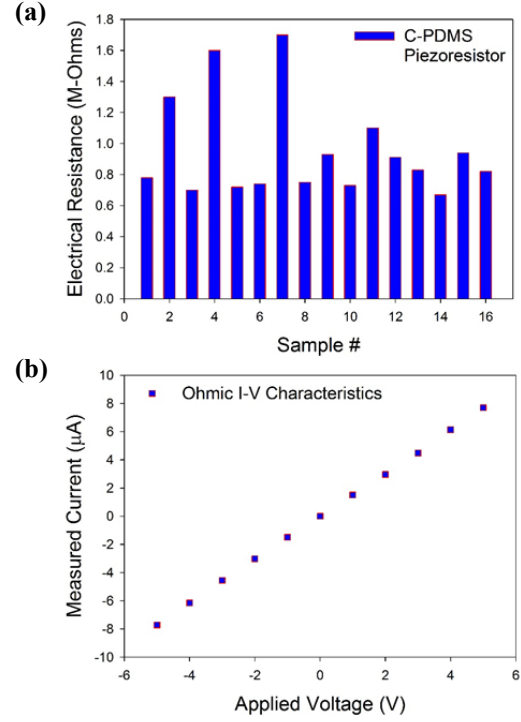 (a)
1.8
1.6
1.4
1.2
1.0
0.8
0.6
0.4
0.2
0.0
Electrical Resistance (M-Ohms)
C-PDMS
Piezoresistor
0 2 4 6 8 10 12 14 16
Sample #
(b)
10
8
6
4
2
0
-2
-4
-6
-8
-10
Measured Current (μA)
Ohmic I-V Characteristics
-6 -4 -2 0 2 4 6
Applied Voltage (V)